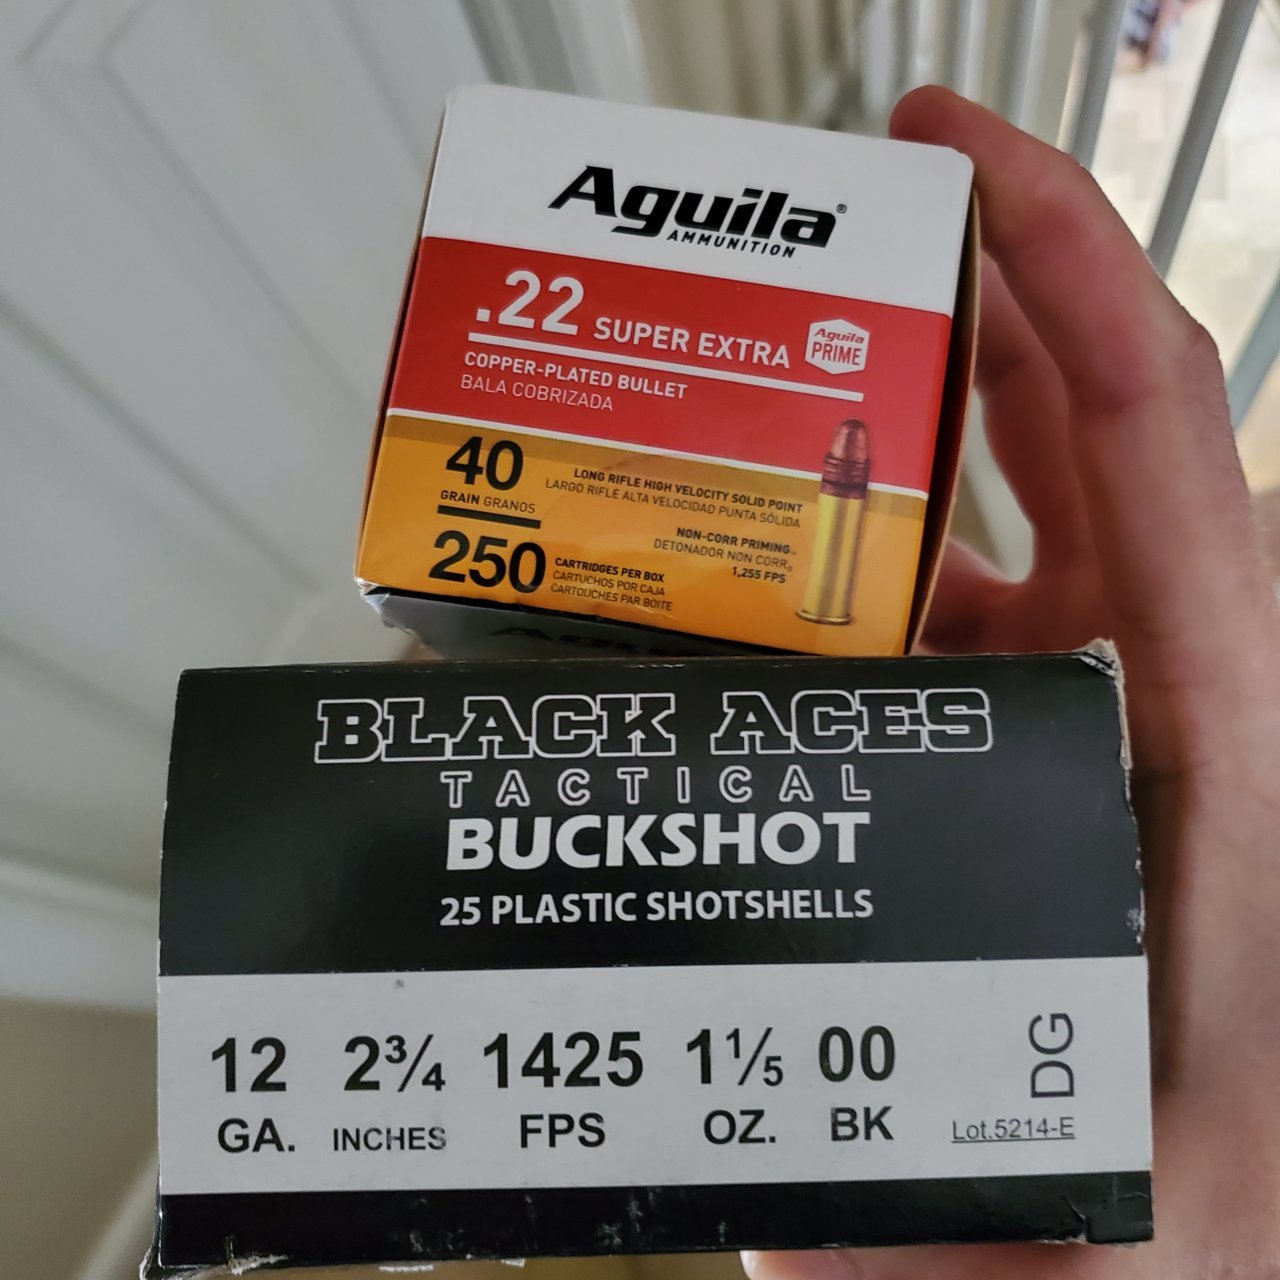 Aguila®
AMMUNITION
.22 SUPER EXTRA
Aguila
PRIME
COPPER-PLATED BULLET
BALA COBRIZADA
40
GRAIN GRANOS
LONG RIFLE HIGH VELOCITY SOLID POINT
LARGO RIFLE ALTA VELOCIDAD PUNTA SÓLIDA
NON-CORR PRIMING™
DETONADOR NON CORR®
1,255 FPS
250
CARTRIDGES PER BOX
CARTUCHOS POR CAJA
CARTOUCHES PAR BOITE
BLACK ACES
TACTICAL
BUCKSHOT
25 PLASTIC SHOTSHELLS
12 2¾ 1425 1⅕ 00
GA. INCHES FPS OZ. BK
DG
Lot.5214-E